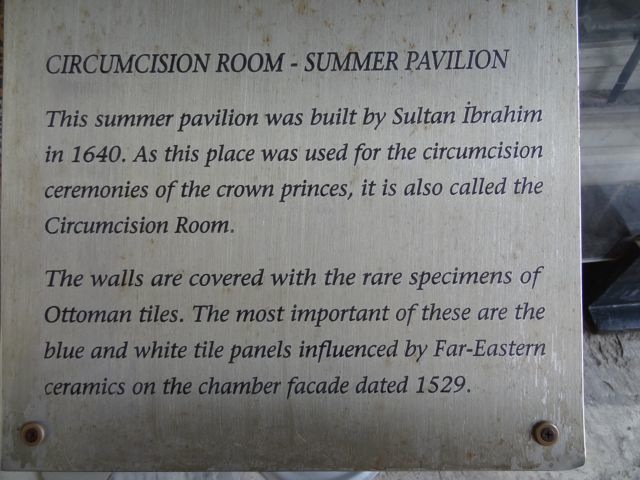 CIRCUMCISION ROOM - SUMMER PAVILION
This summer pavilion was built by Sultan İbrahim
in 1640. As this place was used for the circumcision
ceremonies of the crown princes, it is also called the
Circumcision Room.
The walls are covered with the rare specimens of
Ottoman tiles. The most important of these are the
blue and white tile panels influenced by Far-Eastern
ceramics on the chamber facade dated 1529.